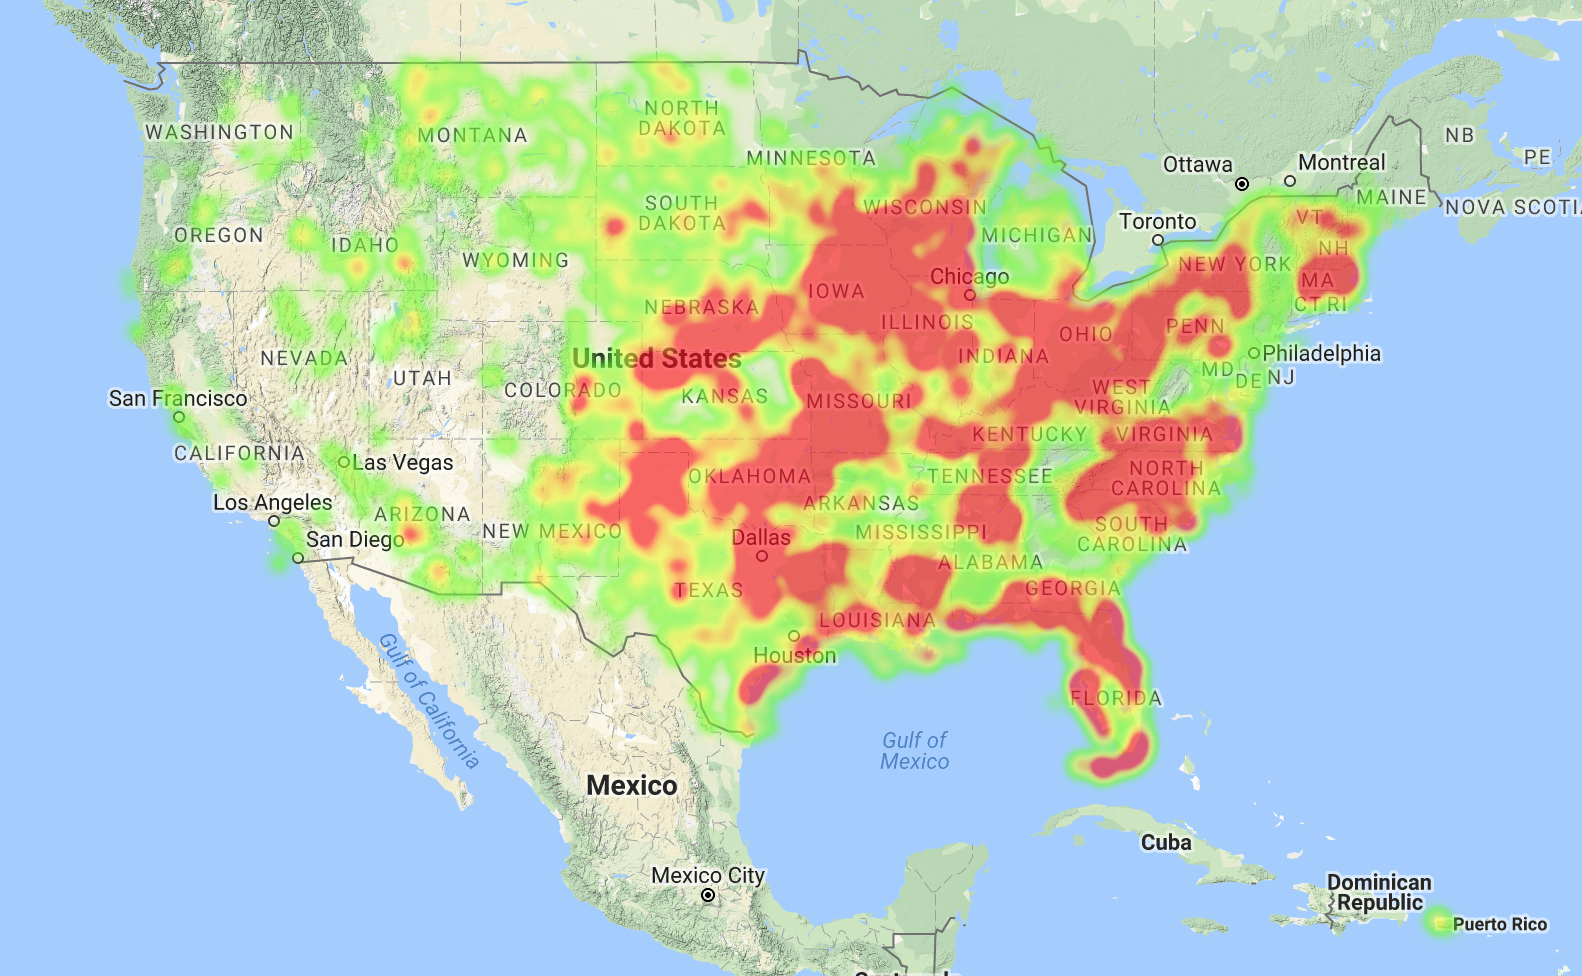 Ottawa
Montreal
NB
PE
WASHINGTON
MONTANA
NORTH
DAKOTA
MINNESOTA
MAINE
NOVA SCOTI
Toronto
VT
OREGON
IDAHO
WYOMING
SOUTH
DAKOTA
WISCONSIN
MICHIGAN
NH
NEW YORK
MA
CT RI
Chicago
IOWA
NEBRASKA
ILLINOIS
INDIANA
OHIO
PENN
Philadelphia
MD
DE
NJ
NEVADA
UTAH
United States
COLORADO
KANSAS
MISSOURI
WEST
VIRGINIA
KENTUCKY
VIRGINIA
San Francisco
CALIFORNIA
Las Vegas
Los Angeles
ARIZONA
NEW MEXICO
OKLAHOMA
ARKANSAS
TENNESSEE
NORTH
CAROLINA
San Diego
Dallas
MISSISSIPPI
SOUTH
CAROLINA
ALABAMA
GEORGIA
TEXAS
LOUISIANA
Houston
FLORIDA
Gulf of California
Gulf of
Mexico
Mexico
Mexico City
Cuba
Dominican
Republic
Puerto Rico